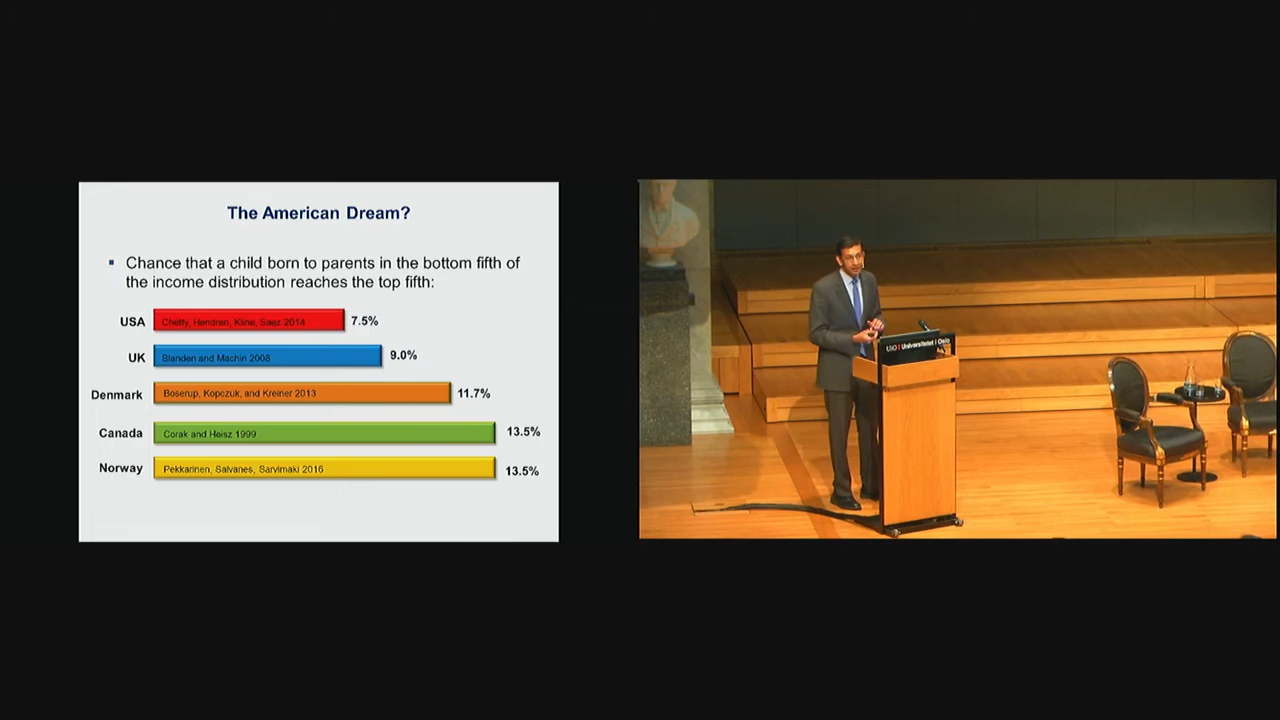 The American Dream?
▪ Chance that a child born to parents in the bottom fifth of
the income distribution reaches the top fifth:
USA Chetty, Hendren, Kline, Saez 2014 7.5%
UK Blanden and Machin 2008 9.0%
Denmark Boserup, Kopczuk, and Kreiner 2013 11.7%
Canada Corak and Heisz 1999 13.5%
Norway Pekkarinen, Salvanes, Sarvimaki 2016 13.5%
UiO Universitetet i Oslo